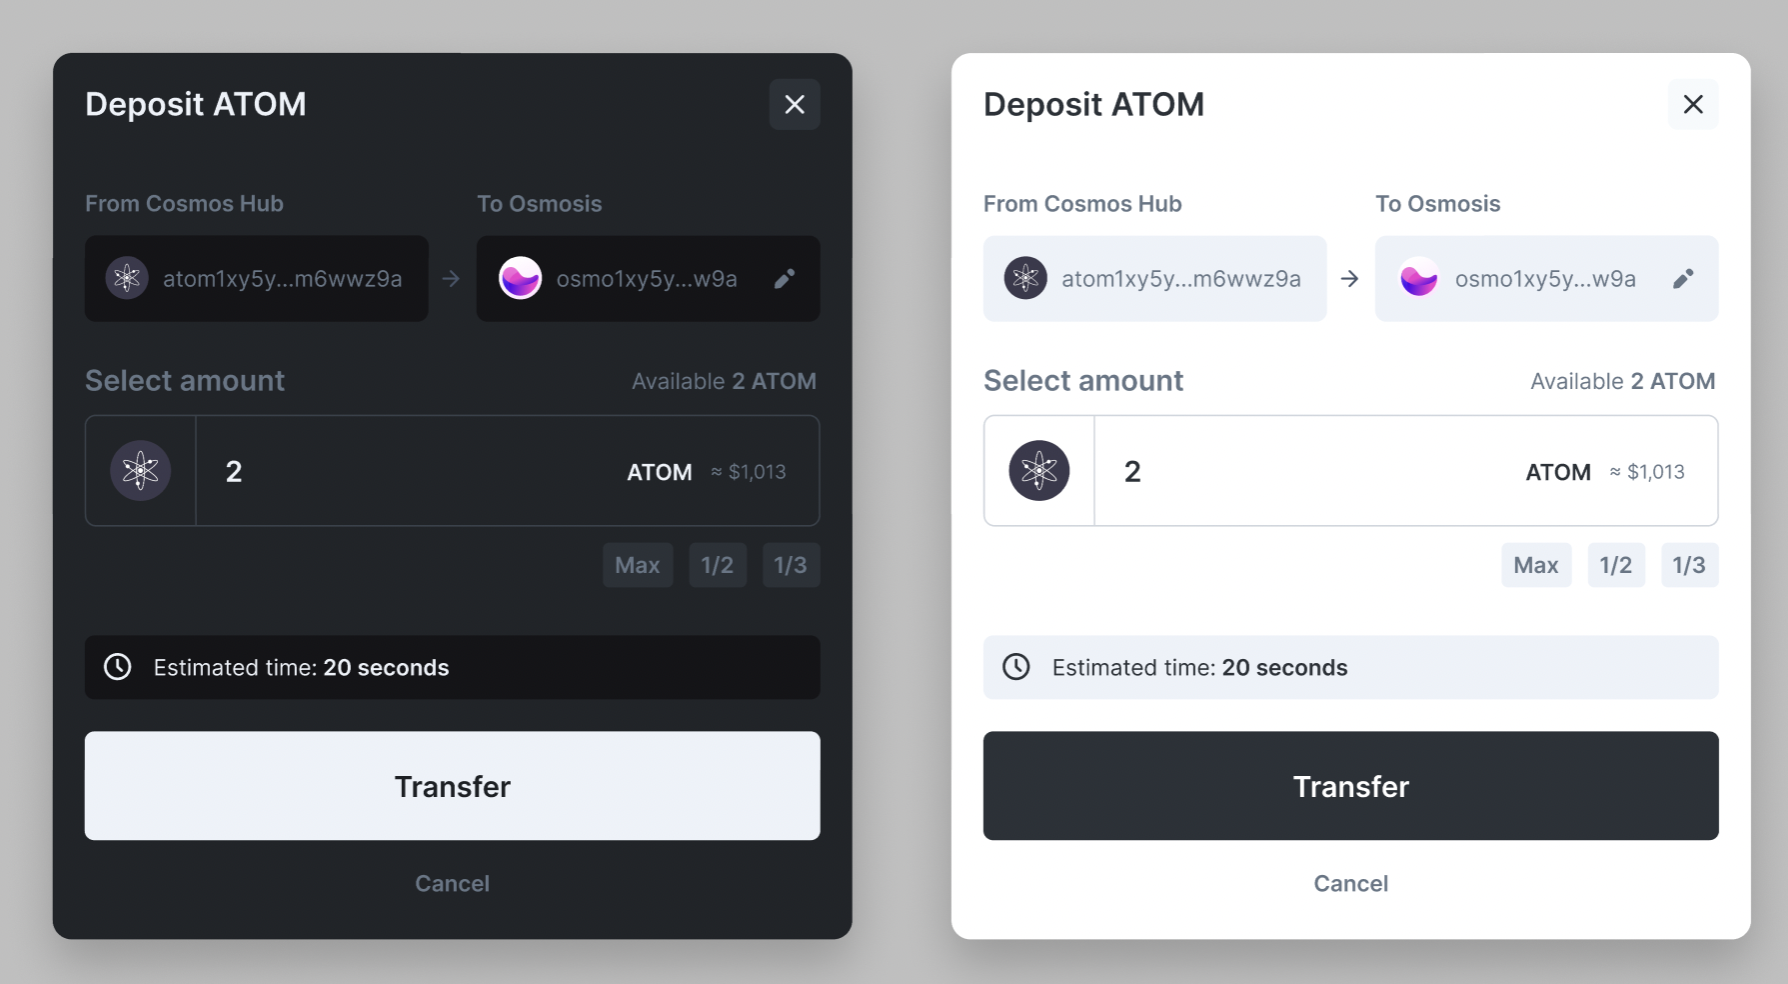 Deposit ATOM
From Cosmos Hub
To Osmosis
atom1xy5y...m6wwz9a
osmo1xy5y...w9a
Select amount
Available 2 ATOM
2
ATOM ≈ $1,013
Max 1/2 1/3
Estimated time: 20 seconds
Transfer
Cancel
Deposit ATOM
From Cosmos Hub
To Osmosis
atom1xy5y...m6wwz9a
osmo1xy5y...w9a
Select amount
Available 2 ATOM
2
ATOM ≈ $1,013
Max 1/2 1/3
Estimated time: 20 seconds
Transfer
Cancel